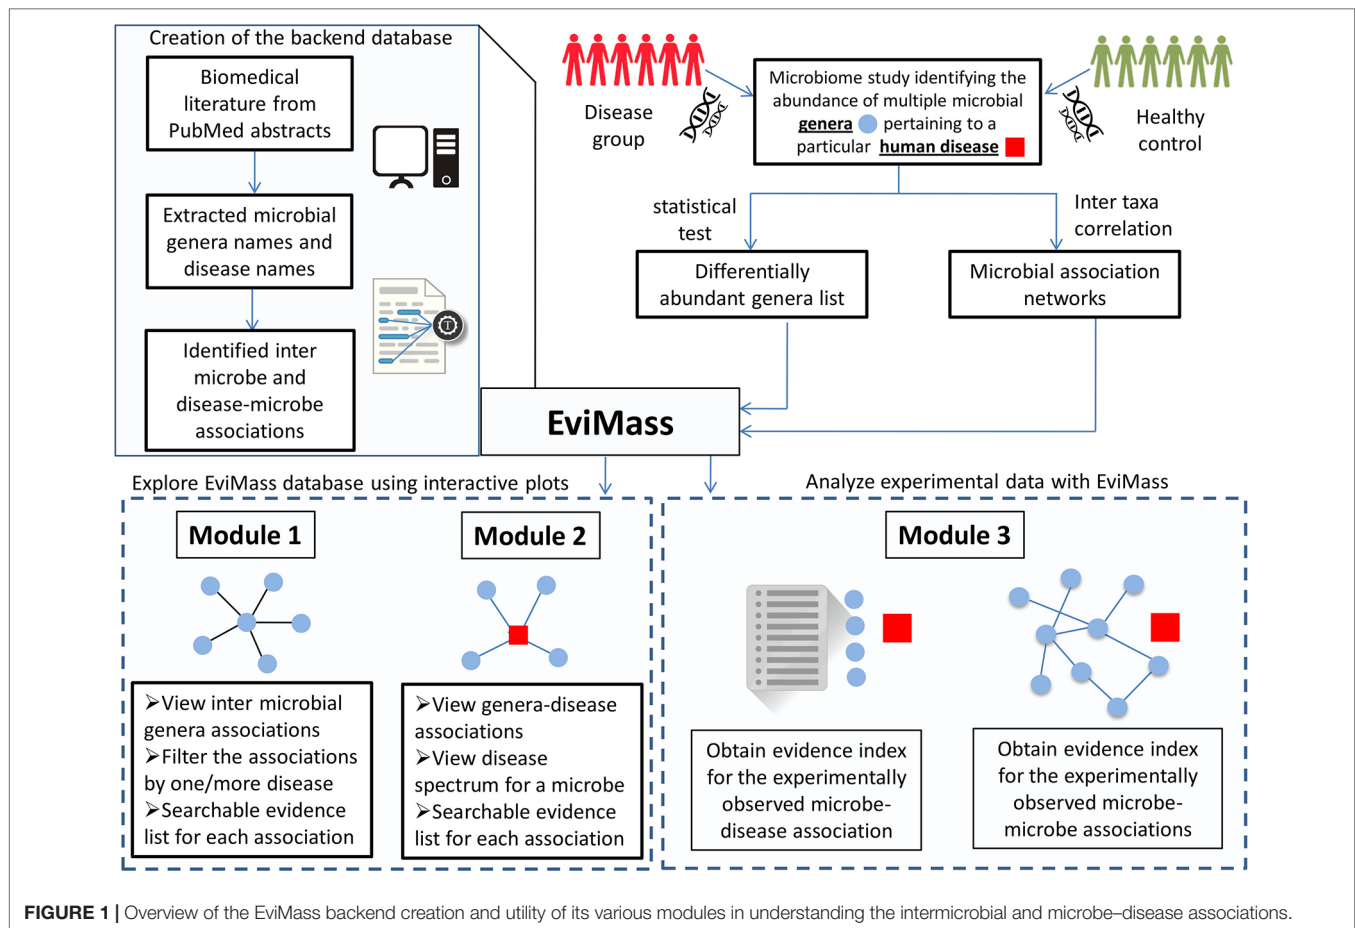 Creation of the backend database
Biomedical
literature from
PubMed abstracts
Extracted microbial
genera names and
disease names
Identified inter
microbe and
disease-microbe
associations
Disease
group
Microbiome study identifying the
abundance of multiple microbial
genera pertaining to a
particular human disease
Healthy
control
statistical
test
Inter taxa
correlation
Differentially
abundant genera list
Microbial association
networks
T
EviMass
Explore EviMass database using interactive plots
Analyze experimental data with EviMass
Module 1
Module 2
Module 3
➢View inter microbial
genera associations
➢Filter the associations
by one/more disease
➢Searchable evidence
list for each association
➢View genera-disease
associations
➢View disease
spectrum for a microbe
➢Searchable evidence
list for each association
Obtain evidence index
for the experimentally
observed microbe-
disease association
Obtain evidence index
for the experimentally
observed microbe-
microbe associations
FIGURE 1 | Overview of the EviMass backend creation and utility of its various modules in understanding the intermicrobial and microbe–disease associations.